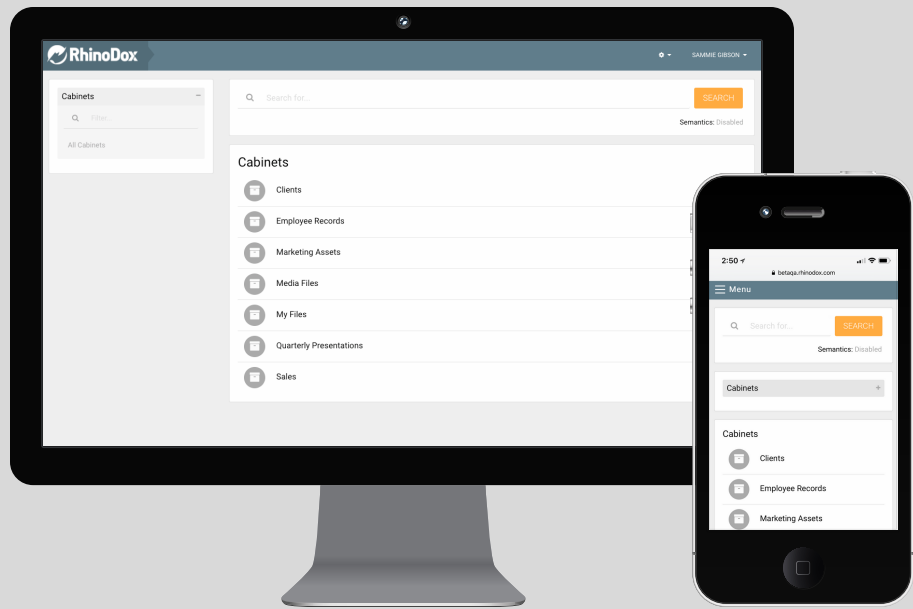 RhinoDox
SAMMIE GIBSON
Cabinets
Filter...
All Cabinets
Search for...
SEARCH
Semantics: Disabled
Cabinets
Clients
Employee Records
Marketing Assets
Media Files
My Files
Quarterly Presentations
Sales
2:50
betaqa.rhinodox.com
Menu
Search for...
SEARCH
Semantics: Disabled
Cabinets
Cabinets
Clients
Employee Records
Marketing Assets